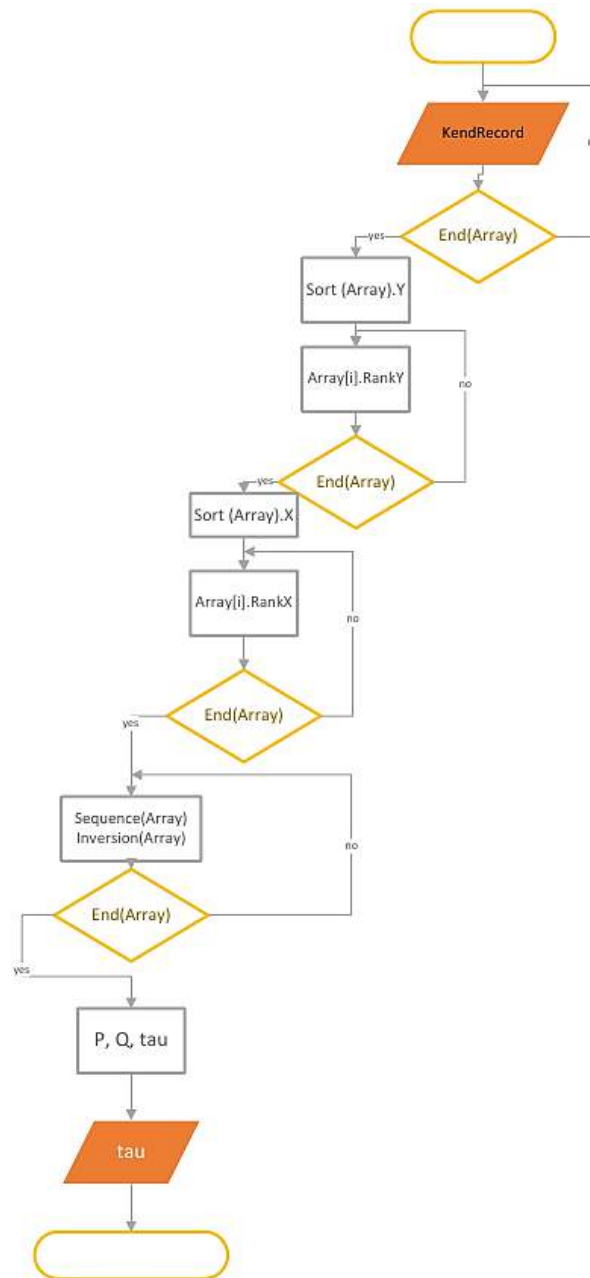 KendRecord
End(Array)
yes
Sort (Array).Y
Array[i].RankY
no
End(Array)
yes
Sort (Array).X
Array[i].RankX
no
End(Array)
yes
Sequence(Array)
Inversion(Array)
no
End(Array)
yes
P, Q, tau
tau